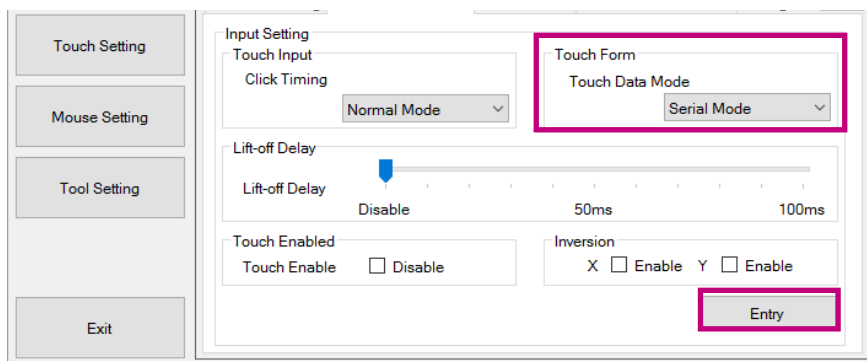 Touch Setting
Mouse Setting
Tool Setting
Exit
Input Setting
Touch Input
Click Timing
Normal Mode
Touch Form
Touch Data Mode
Serial Mode
Lift-off Delay
Lift-off Delay
Disable 50ms 100ms
Touch Enabled
Touch Enable Disable
Inversion
X Enable Y Enable
Entry